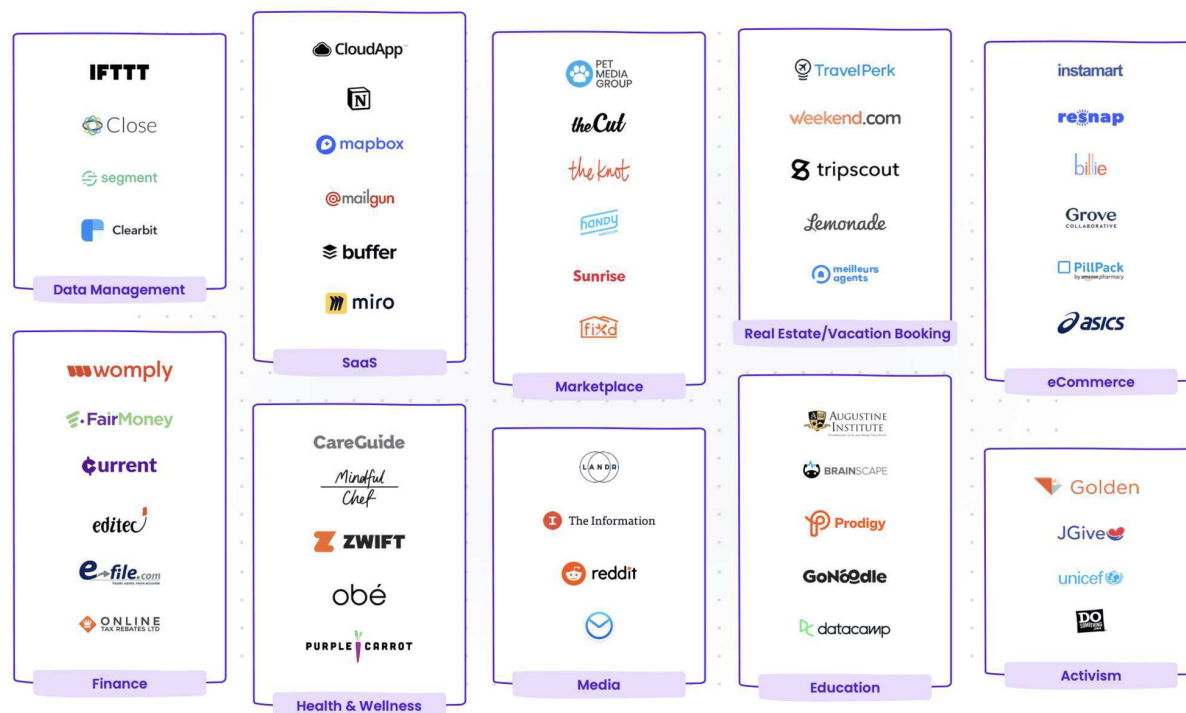 IFTTT
Close
segment
Clearbit
Data Management
CloudApp
N
mapbox
@mailgun
buffer
miro
SaaS
PET
MEDIA
GROUP
the Cut
the knot
HANDY
Sunrise
fixd
Marketplace
TravelPerk
weekend.com
tripscout
Lemonade
meilleurs
agents
Real Estate/Vacation Booking
instamart
resnap
billie
Grove
COLLABORATIVE
PillPack
by amazon pharmacy
asics
eCommerce
womply
FairMoney
Current
editec
e-file.com
ONLINE
TAX REBATES LTD
Finance
CareGuide
Mindful
Chef
ZWIFT
obé
PURPLE CARROT
Health & Wellness
LANDR
The Information
reddit
Media
AUGUSTINE
INSTITUTE
BRAINSCAPE
Prodigy
GoNoodle
datacamp
Education
Golden
JGive
unicef
DO
SOMETHING
Activism